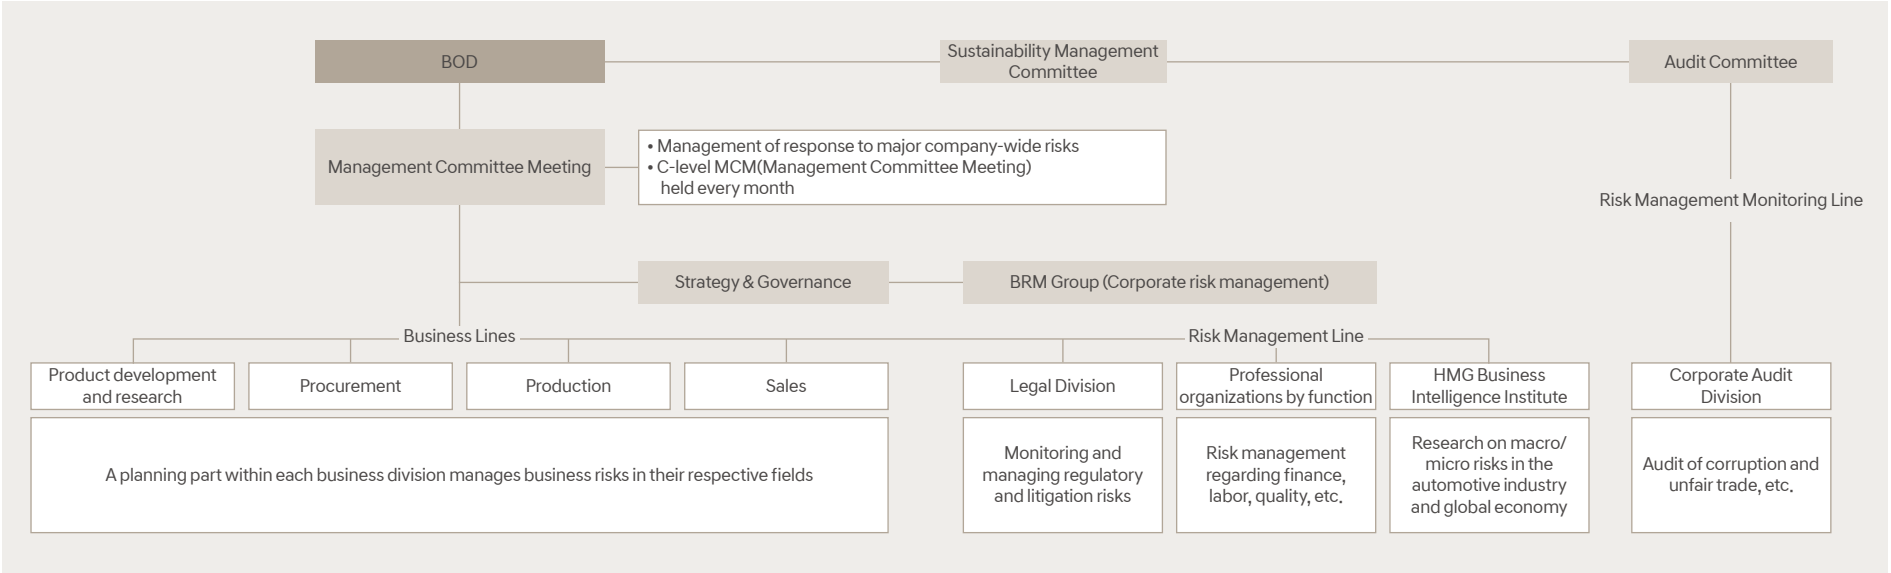 BOD
Sustainability Management
Committee
Audit Committee
Management Committee Meeting
• Management of response to major company-wide risks
• C-level MCM(Management Committee Meeting)
held every month
Risk Management Monitoring Line
Strategy & Governance
BRM Group (Corporate risk management)
Business Lines
Risk Management Line
Product development
and research
Procurement
Production
Sales
Legal Division
Professional
organizations by function
HMG Business
Intelligence Institute
Corporate Audit
Division
A planning part within each business division manages business risks in their respective fields
Monitoring and
managing regulatory
and litigation risks
Risk management
regarding finance,
labor, quality, etc.
Research on macro/
micro risks in the
automotive industry
and global economy
Audit of corruption and
unfair trade, etc.